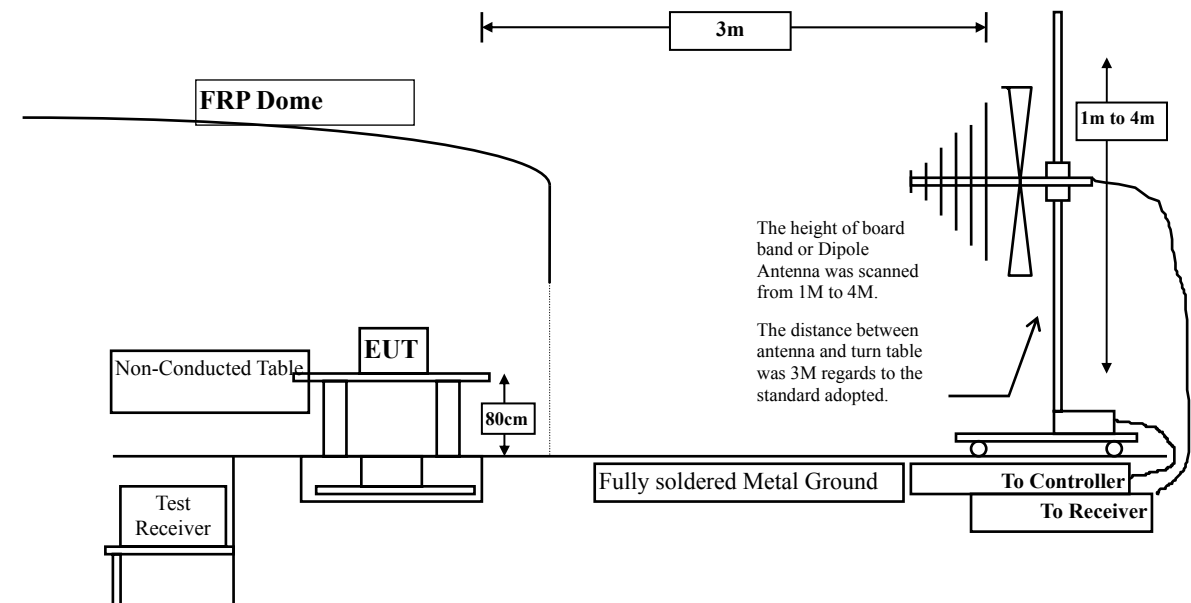 3m
FRP Dome
1m to 4m
The height of board
band or Dipole
Antenna was scanned
from 1M to 4M.
The distance between
antenna and turn table
was 3M regards to the
standard adopted.
EUT
Non-Conducted Table
80cm
Fully soldered Metal Ground
To Controller
To Receiver
Test
Receiver